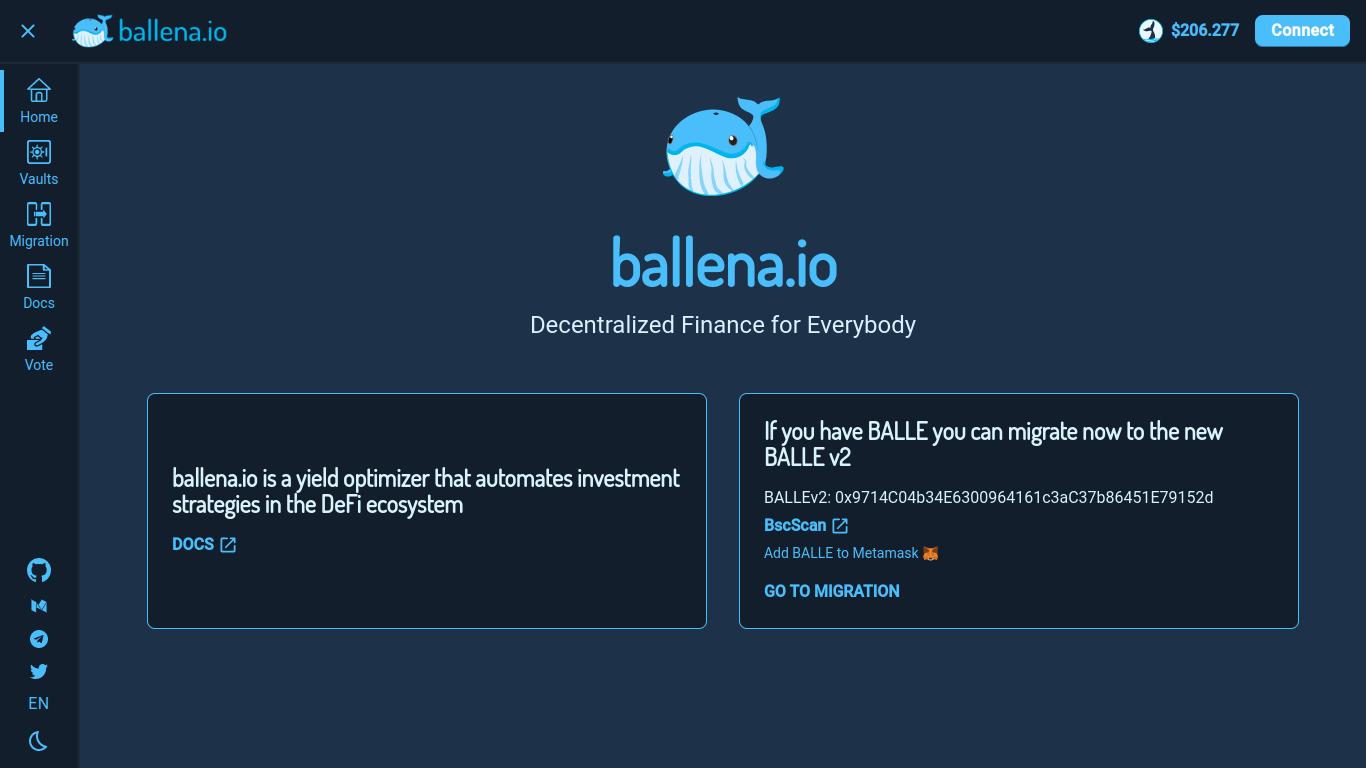 ballena.io
$206.277
Connect
Home
Vaults
Migration
Docs
Vote
EN
ballena.io
Decentralized Finance for Everybody
ballena.io is a yield optimizer that automates investment
strategies in the DeFi ecosystem
DOCS
If you have BALLE you can migrate now to the new
BALLE v2
BALLEv2: 0x9714C04b34E6300964161c3aC37b86451E79152d
BscScan
Add BALLE to Metamask
GO TO MIGRATION